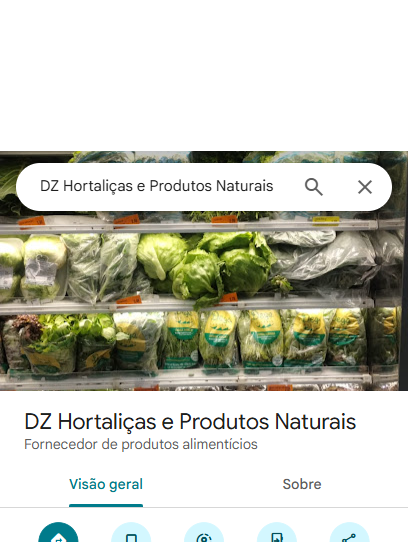 DZ Hortaliças e Produtos Naturais
DZ Hortaliças e Produtos Naturais
Fornecedor de produtos alimentícios
Visão geral
Sobre